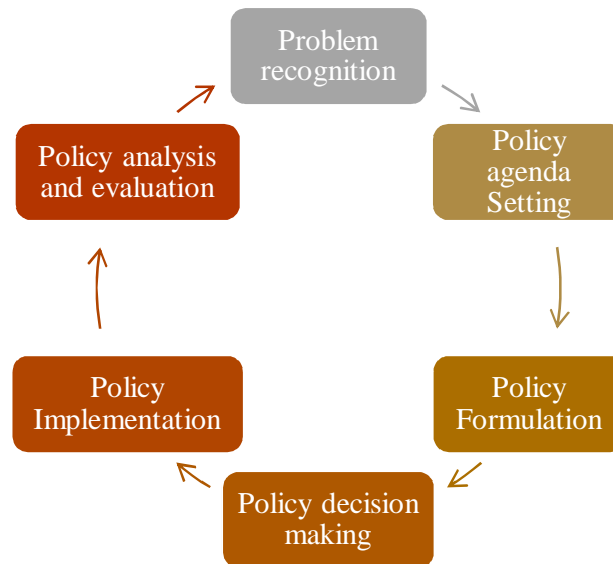 Problem
recognition
Policy
agenda
Setting
Policy
Formulation
Policy decision
making
Policy
Implementation
Policy analysis
and evaluation